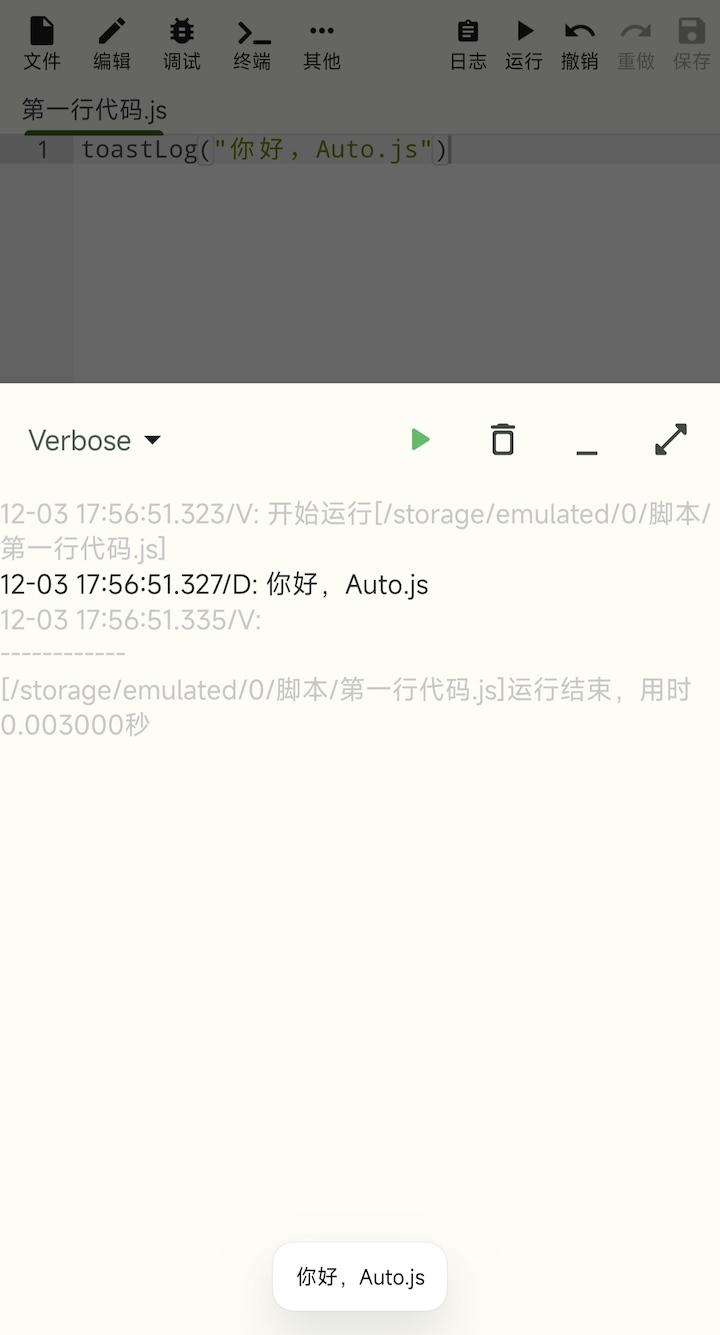 文件 编辑 调试 终端 其他 日志 运行 撤销 重做 保存
第一行代码.js
1 toastLog("你好，Auto.js")
Verbose
12-03 17:56:51.323/V: 开始运行[/storage/emulated/0/脚本/
第一行代码.js]
12-03 17:56:51.327/D: 你好，Auto.js
12-03 17:56:51.335/V:
------------
[/storage/emulated/0/脚本/第一行代码.js]运行结束，用时
0.003000秒
你好，Auto.js